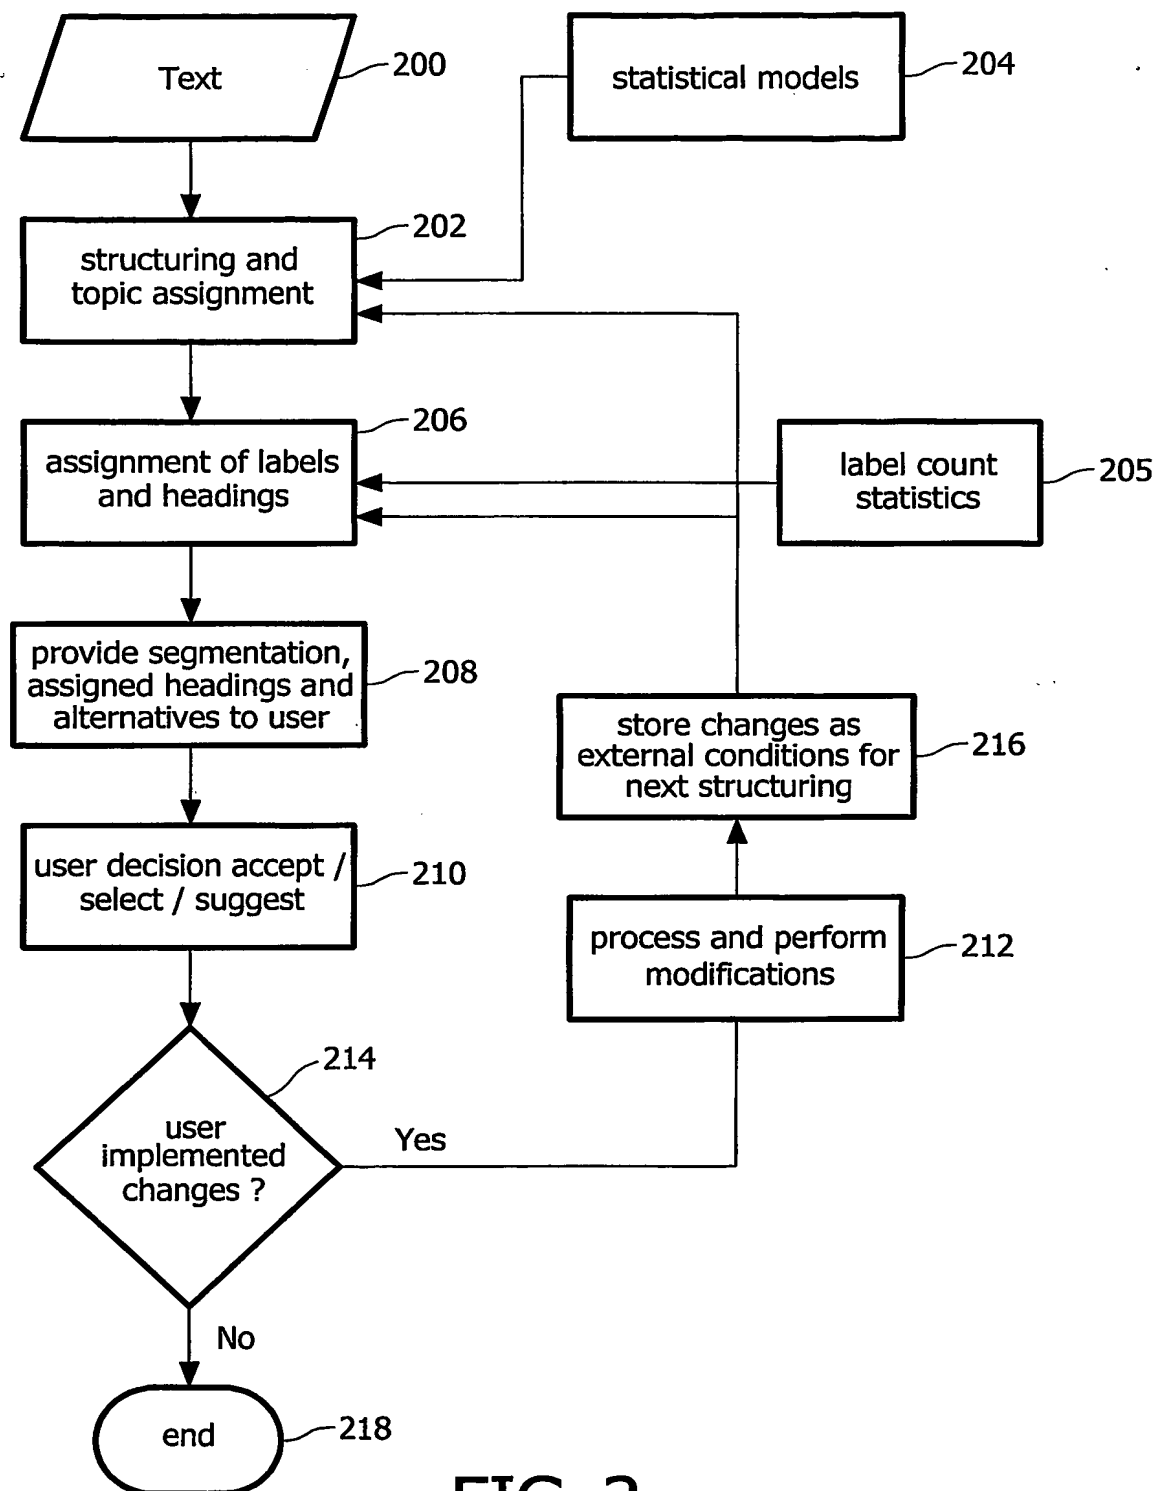 Text
200
statistical models
204
structuring and
topic assignment
202
assignment of labels
and headings
206
label count
statistics
205
provide segmentation,
assigned headings and
alternatives to user
208
store changes as
external conditions for
next structuring
216
user decision accept /
select / suggest
210
process and perform
modifications
212
user
implemented
changes ?
214
Yes
No
end
218